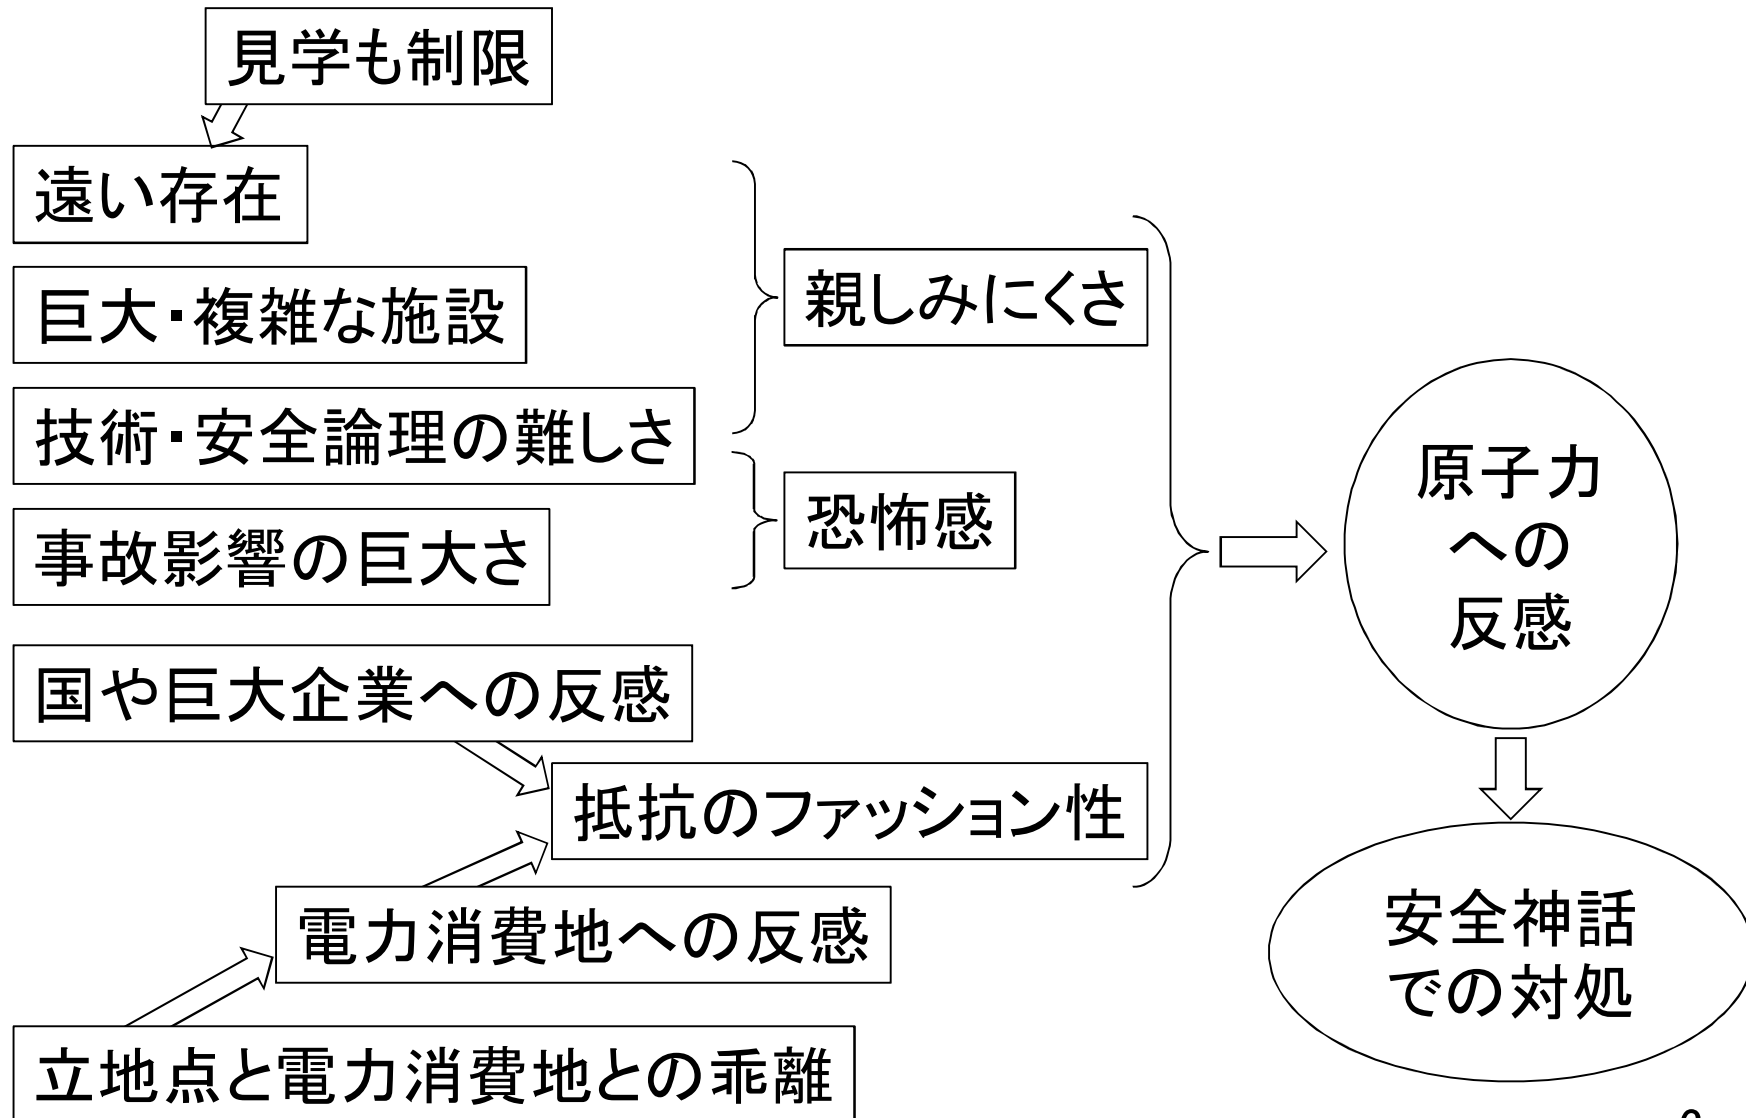 見学も制限
遠い存在
巨大・複雑な施設
技術・安全論理の難しさ
事故影響の巨大さ
親しみにくさ
恐怖感
国や巨大企業への反感
抵抗のファッション性
電力消費地への反感
立地点と電力消費地との乖離
原子力
への
反感
安全神話
での対処